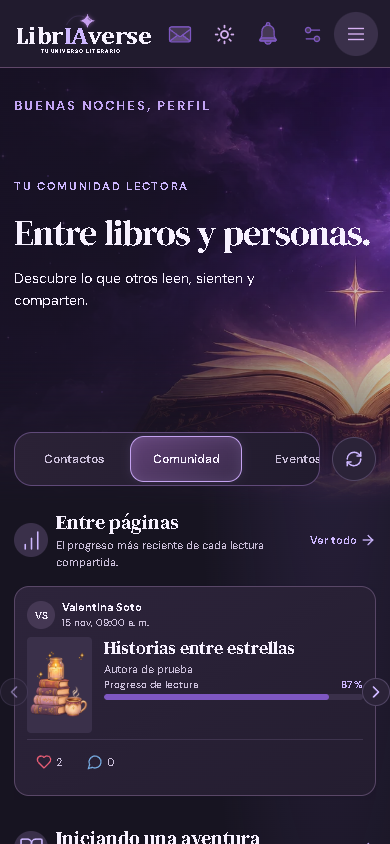 LibrIAverse
TU UNIVERSO LITERARIO
BUENAS NOCHES, PERFIL
TU COMUNIDAD LECTORA
Entre libros y personas.
Descubre lo que otros leen, sienten y
comparten.
Contactos
Comunidad
Eventos
Entre páginas
El progreso más reciente de cada lectura
compartida.
Ver todo
VS
Valentina Soto
15 nov, 09:00 a. m.
Historias entre estrellas
Autora de prueba
Progreso de lectura
87%
2
0
Iniciando una aventura